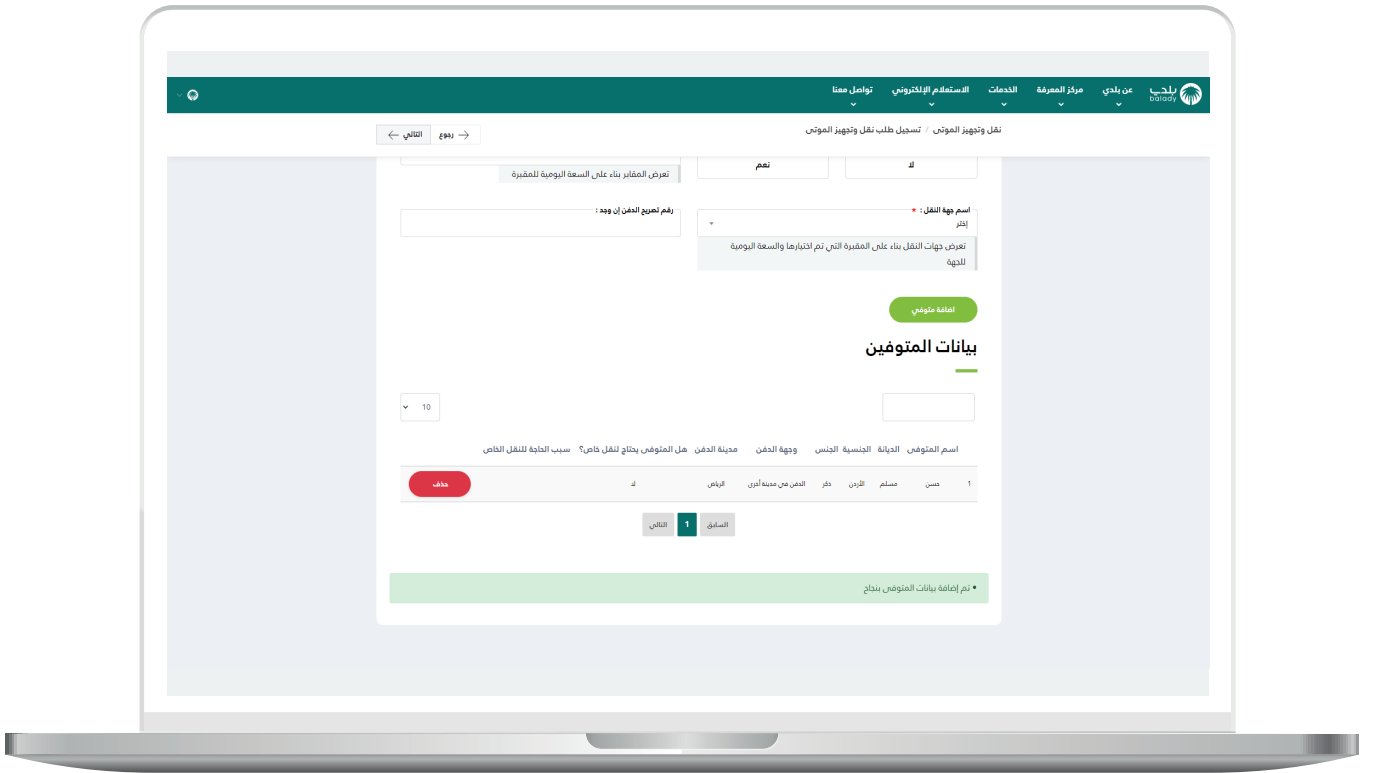 بلدي
balady
عن بلدي
مركز المعرفة
الخدمات
الاستعلام الإلكتروني
تواصل معنا
نقل وتجهيز الموتى / تسجيل طلب نقل وتجهيز الموتى
رجوع
التالي
لا
نعم
تعرض المقابر بناء على السعة اليومية للمقبرة
اسم جهة النقل : *
إختر
رقم تصريح الدفن إن وجد :
تعرض جهات النقل بناء على المقبرة التي تم اختيارها والسعة اليومية
للجهة
اضافة متوفي
بيانات المتوفين
10
اسم المتوفى الديانة الجنسية الجنس وجهة الدفن مدينة الدفن هل المتوفى يحتاج لنقل خاص؟ سبب الحاجة للنقل الخاص
1 حسن مسلم الأردن ذكر الدفن في مدينة أخرى الرياض لا حذف
السابق 1 التالي
• تم إضافة بيانات المتوفى بنجاح